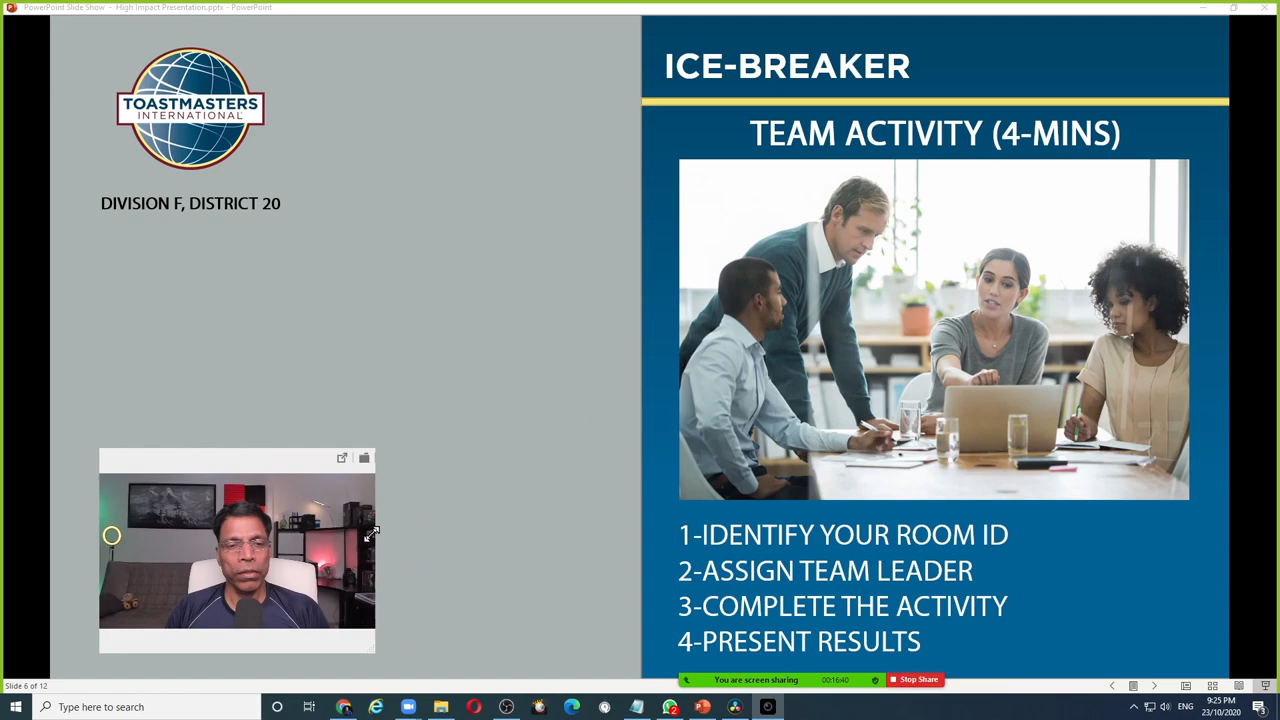 PowerPoint Slide Show - High Impact Presentation.pptx - PowerPoint
TOASTMASTERS
INTERNATIONAL
DIVISION F, DISTRICT 20
ICE-BREAKER
TEAM ACTIVITY (4-MINS)
1-IDENTIFY YOUR ROOM ID
2-ASSIGN TEAM LEADER
3-COMPLETE THE ACTIVITY
4-PRESENT RESULTS
You are screen sharing 00:16:40 Stop Share
Slide 6 of 12
Type here to search
2
ENG
9:25 PM
23/10/2020
3